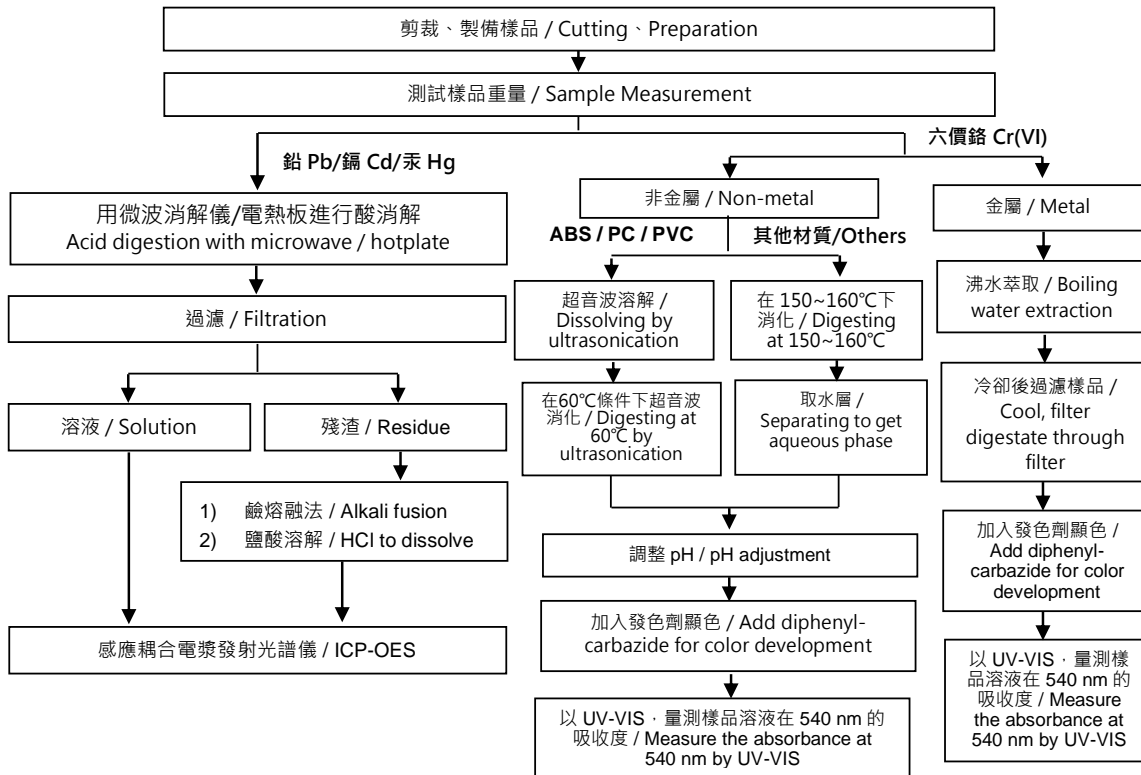 剪裁、製備樣品 / Cutting、Preparation
測試樣品重量 / Sample Measurement
鉛 Pb/鎘 Cd/汞 Hg
六價鉻 Cr(VI)
用微波消解儀/電熱板進行酸消解
Acid digestion with microwave / hotplate
非金屬 / Non-metal
金屬 / Metal
ABS / PC / PVC
其他材質/Others
過濾 / Filtration
超音波溶解 /
Dissolving by
ultrasonication
在 150~160℃下
消化 / Digesting
at 150~160℃
沸水萃取 / Boiling
water extraction
溶液 / Solution
殘渣 / Residue
在60℃條件下超音波
消化 / Digesting at
60℃ by
ultrasonication
取水層 /
Separating to get
aqueous phase
冷卻後過濾樣品 /
Cool, filter
digestate through
filter
1) 鹼熔融法 / Alkali fusion
2) 鹽酸溶解 / HCl to dissolve
調整 pH / pH adjustment
加入發色劑顯色 /
Add diphenyl-
carbazide for color
development
感應耦合電漿發射光譜儀 / ICP-OES
加入發色劑顯色 / Add diphenyl-
carbazide for color development
以 UV-VIS，量測樣品溶液在 540 nm 的
吸收度 / Measure the absorbance at
540 nm by UV-VIS
以 UV-VIS，量測樣
品溶液在 540 nm 的
吸收度 / Measure
the absorbance at
540 nm by UV-VIS